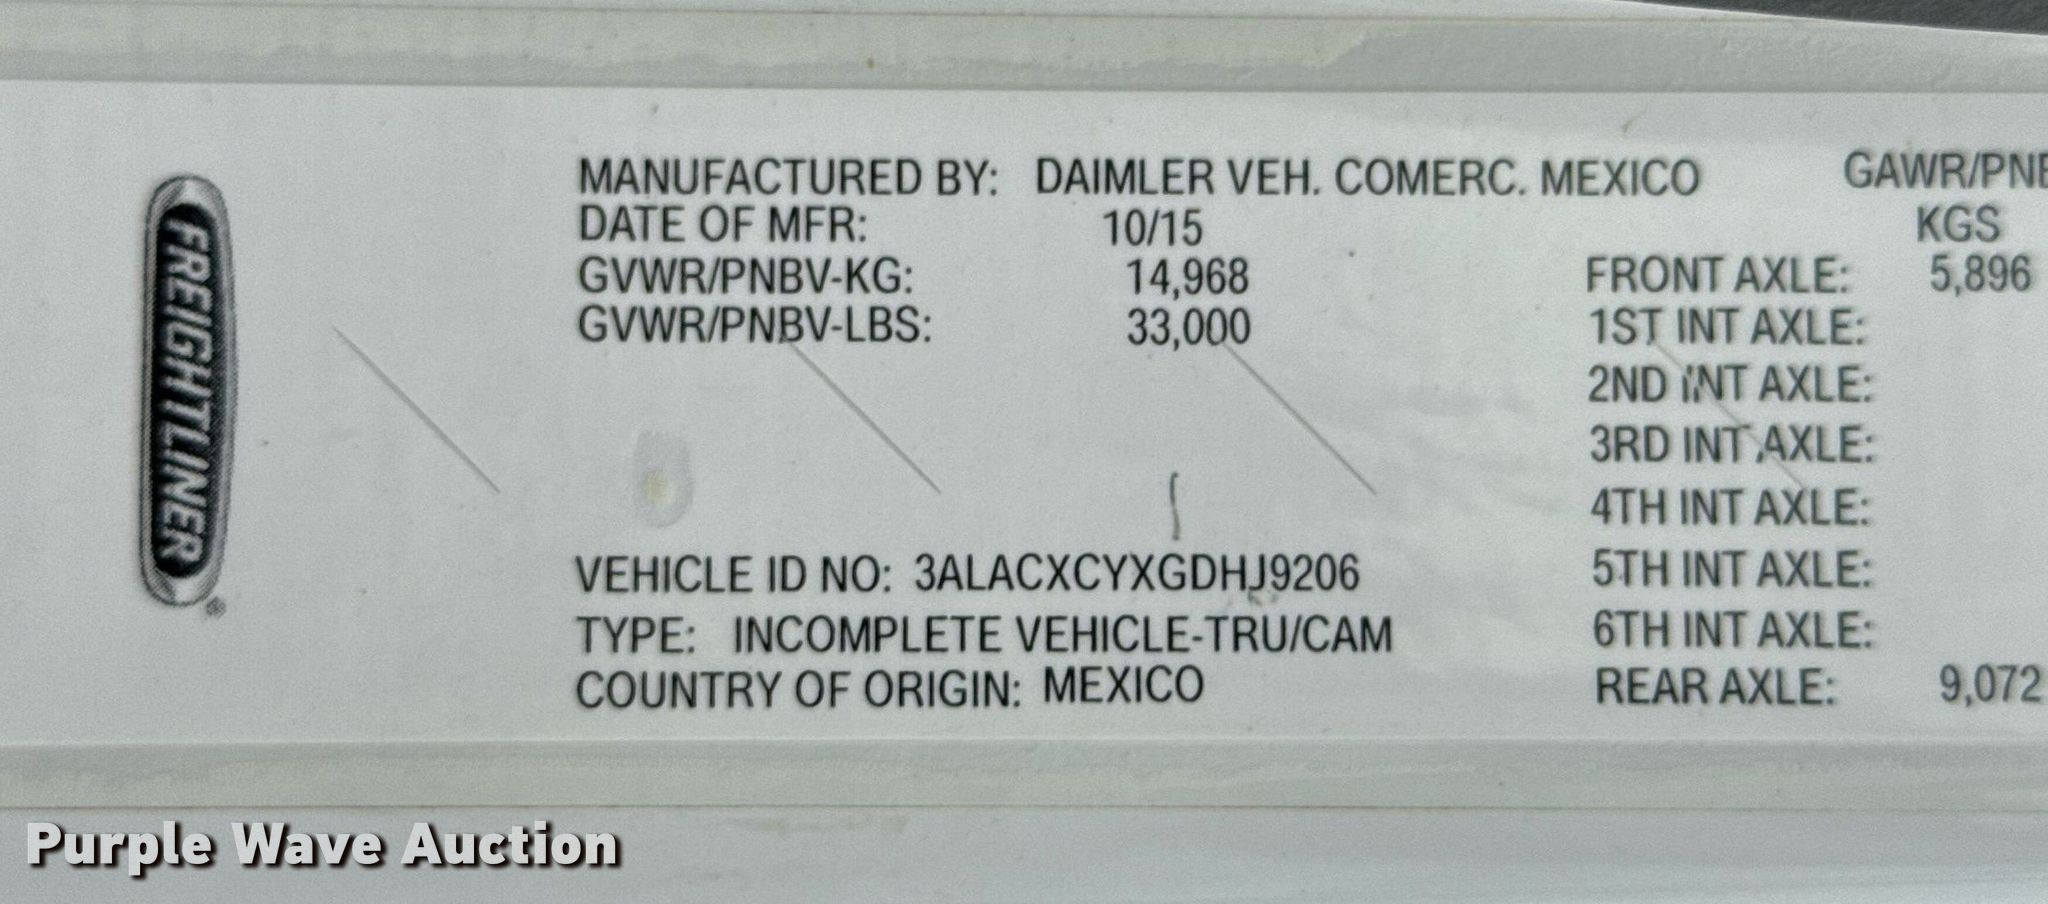 FREIGHTLINER®
MANUFACTURED BY: DAIMLER VEH. COMERC. MEXICO
DATE OF MFR: 10/15
GVWR/PNBV-KG: 14,968
GVWR/PNBV-LBS: 33,000
VEHICLE ID NO: 3ALACXCYXGDHJ9206
TYPE: INCOMPLETE VEHICLE-TRU/CAM
COUNTRY OF ORIGIN: MEXICO
GAWR/PNB
KGS
FRONT AXLE: 5,896
1ST INT AXLE:
2ND INT AXLE:
3RD INT AXLE:
4TH INT AXLE:
5TH INT AXLE:
6TH INT AXLE:
REAR AXLE: 9,072
Purple Wave Auction